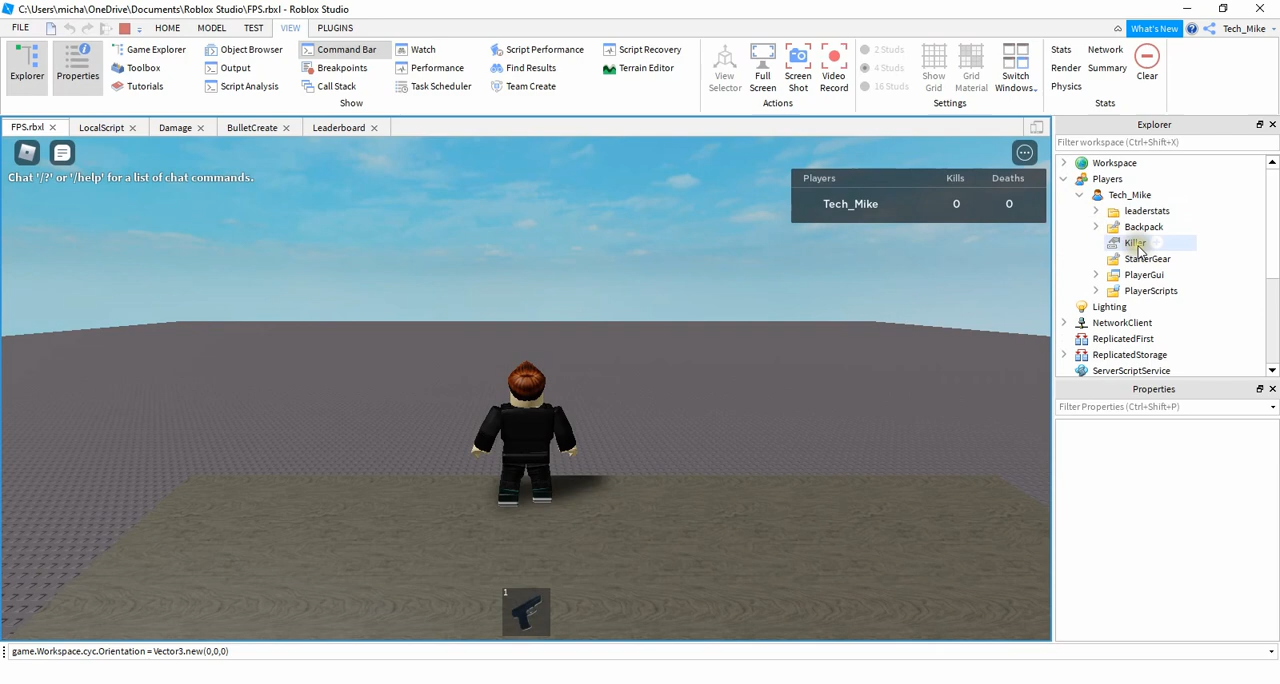 C:\Users\micha\OneDrive\Documents\Roblox Studio\FPS.rbxl - Roblox Studio
FILE HOME MODEL TEST VIEW PLUGINS What's New Tech_Mike
Explorer
Properties
Game Explorer
Toolbox
Tutorials
Object Browser
Output
Script Analysis
Command Bar
Breakpoints
Call Stack
Watch
Performance
Task Scheduler
Script Performance
Find Results
Team Create
Script Recovery
Terrain Editor
Show
View Selector
Full Screen
Screen Shot
Video Record
Actions
2 Studs
4 Studs
16 Studs
Show Grid
Grid Material
Switch Windows
Settings
Stats
Render
Physics
Network
Summary
Clear
Stats
FPS.rbxl LocalScript Damage BulletCreate Leaderboard
Chat '/?' or '/help' for a list of chat commands.
Players Kills Deaths
Tech_Mike 0 0
1
Explorer
Filter workspace (Ctrl+Shift+X)
Workspace
Players
Tech_Mike
leaderstats
Backpack
Killer
StarterGear
PlayerGui
PlayerScripts
Lighting
NetworkClient
ReplicatedFirst
ReplicatedStorage
ServerScriptService
Properties
Filter Properties (Ctrl+Shift+P)
game.Workspace.cyc.Orientation = Vector3.new(0,0,0)